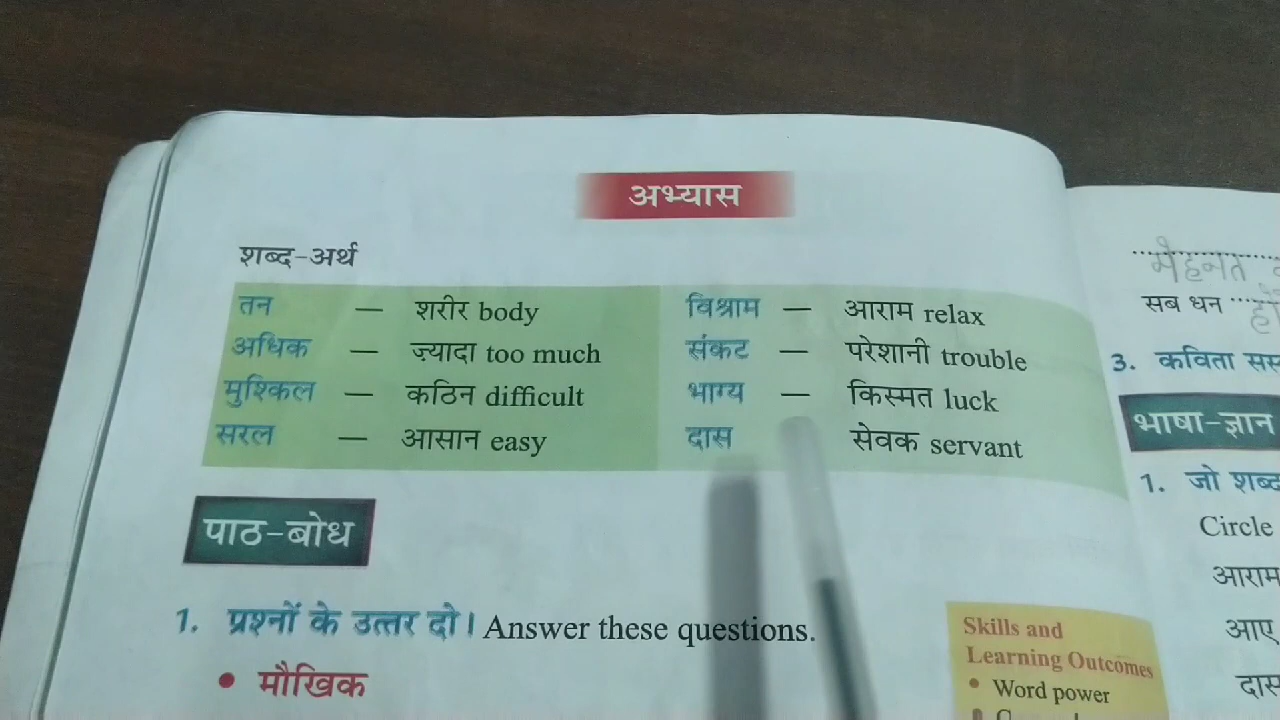 अभ्यास
शब्द-अर्थ
तन — शरीर body
अधिक — ज्यादा too much
मुश्किल — कठिन difficult
सरल — आसान easy
विश्राम — आराम relax
संकट — परेशानी trouble
भाग्य — किस्मत luck
दास सेवक servant
पाठ-बोध
1. प्रश्नों के उत्तर दो। Answer these questions.
• मौखिक
Skills and
Learning Outcomes
• Word power
मेहनत
सब धन
3. कविता
भाषा-ज्ञान
1. जो शब्द
Circle
आराम
आए
दास